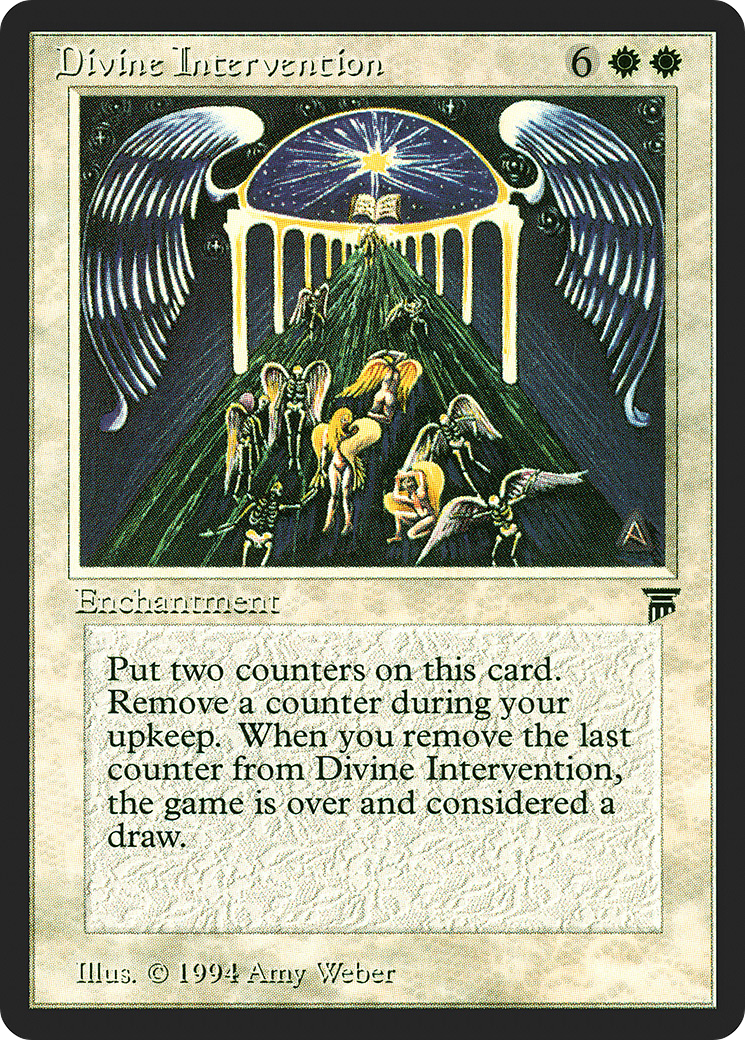 Divine Intervention 6
Enchantment
Put two counters on this card.
Remove a counter during your
upkeep. When you remove the last
counter from Divine Intervention,
the game is over and considered a
draw.
Illus. © 1994 Amy Weber